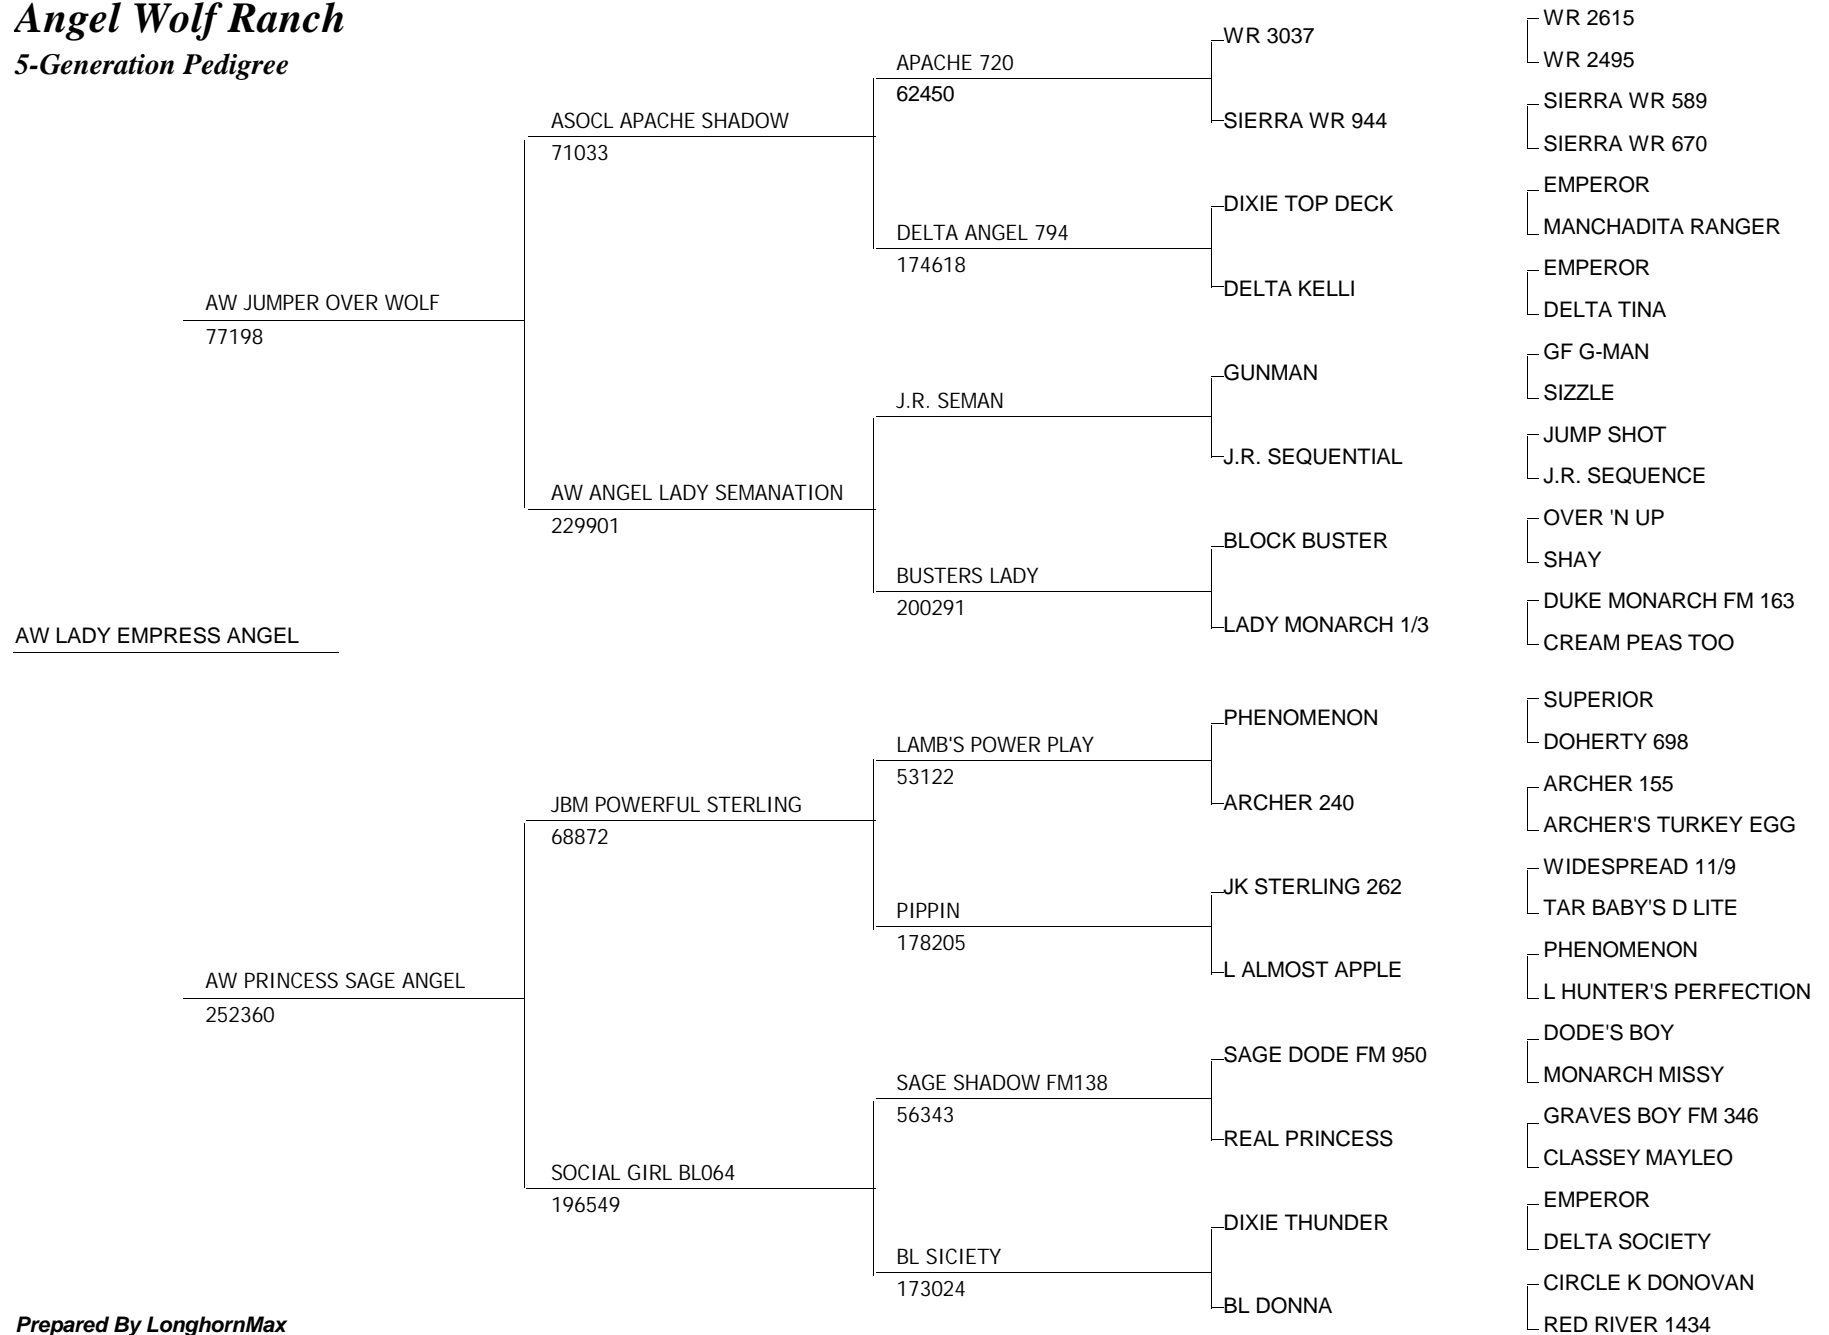 Angel Wolf Ranch
5-Generation Pedigree
AW LADY EMPRESS ANGEL
AW JUMPER OVER WOLF
77198
AW PRINCESS SAGE ANGEL
252360
ASOCL APACHE SHADOW
71033
AW ANGEL LADY SEMANATION
229901
JBM POWERFUL STERLING
68872
SOCIAL GIRL BL064
196549
APACHE 720
62450
DELTA ANGEL 794
174618
J.R. SEMAN
BUSTERS LADY
200291
LAMB'S POWER PLAY
53122
PIPPIN
178205
SAGE SHADOW FM138
56343
BL SICIETY
173024
WR 3037
SIERRA WR 944
DIXIE TOP DECK
DELTA KELLI
GUNMAN
J.R. SEQUENTIAL
BLOCK BUSTER
LADY MONARCH 1/3
PHENOMENON
ARCHER 240
JK STERLING 262
L ALMOST APPLE
SAGE DODE FM 950
REAL PRINCESS
DIXIE THUNDER
BL DONNA
WR 2615
WR 2495
SIERRA WR 589
SIERRA WR 670
EMPEROR
MANCHADITA RANGER
EMPEROR
DELTA TINA
GF G-MAN
SIZZLE
JUMP SHOT
J.R. SEQUENCE
OVER 'N UP
SHAY
DUKE MONARCH FM 163
CREAM PEAS TOO
SUPERIOR
DOHERTY 698
ARCHER 155
ARCHER'S TURKEY EGG
WIDESPREAD 11/9
TAR BABY'S D LITE
PHENOMENON
L HUNTER'S PERFECTION
DODE'S BOY
MONARCH MISSY
GRAVES BOY FM 346
CLASSEY MAYLEO
EMPEROR
DELTA SOCIETY
CIRCLE K DONOVAN
RED RIVER 1434
Prepared By LonghornMax